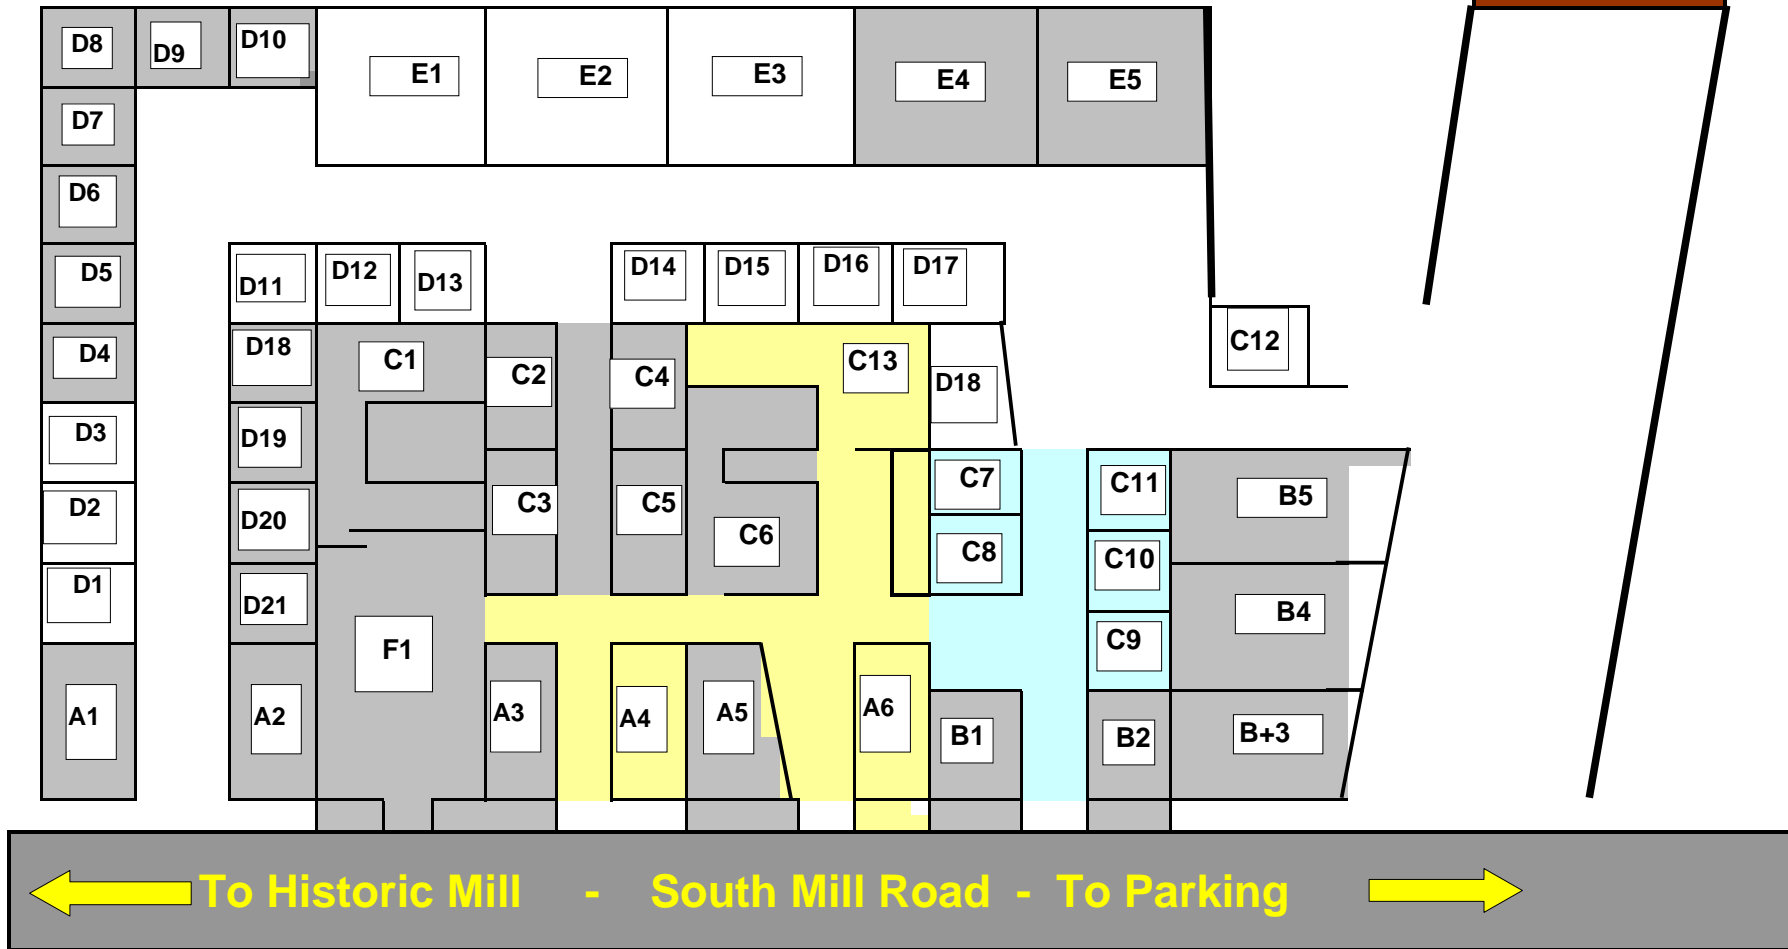 D8 D9 D10 E1 E2 E3 E4 E5
D7
D6
D5 D11 D12 D13 D14 D15 D16 D17
D4 D18 C1 C2 C4 C13 D18 C12
D3 D19
D2 D20 C3 C5 C6 C7 C11 B5
C8 C10
D1 D21 F1 C9 B4
A1 A2 A3 A4 A5 A6 B1 B2 B+3
To Historic Mill - South Mill Road - To Parking